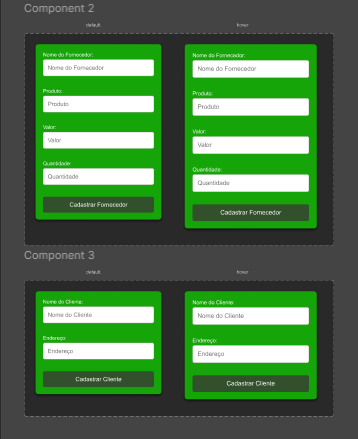 Component 2
default
hover
Nome do Fornecedor:
Nome do Fornecedor
Produto:
Produto
Valor:
Valor
Quantidade:
Quantidade
Cadastrar Fornecedor
Nome do Fornecedor:
Nome do Fornecedor
Produto:
Produto
Valor:
Valor
Quantidade:
Quantidade
Cadastrar Fornecedor
Component 3
default
hover
Nome do Cliente:
Nome do Cliente
Endereço:
Endereço
Cadastrar Cliente
Nome do Cliente:
Nome do Cliente
Endereço:
Endereço
Cadastrar Cliente